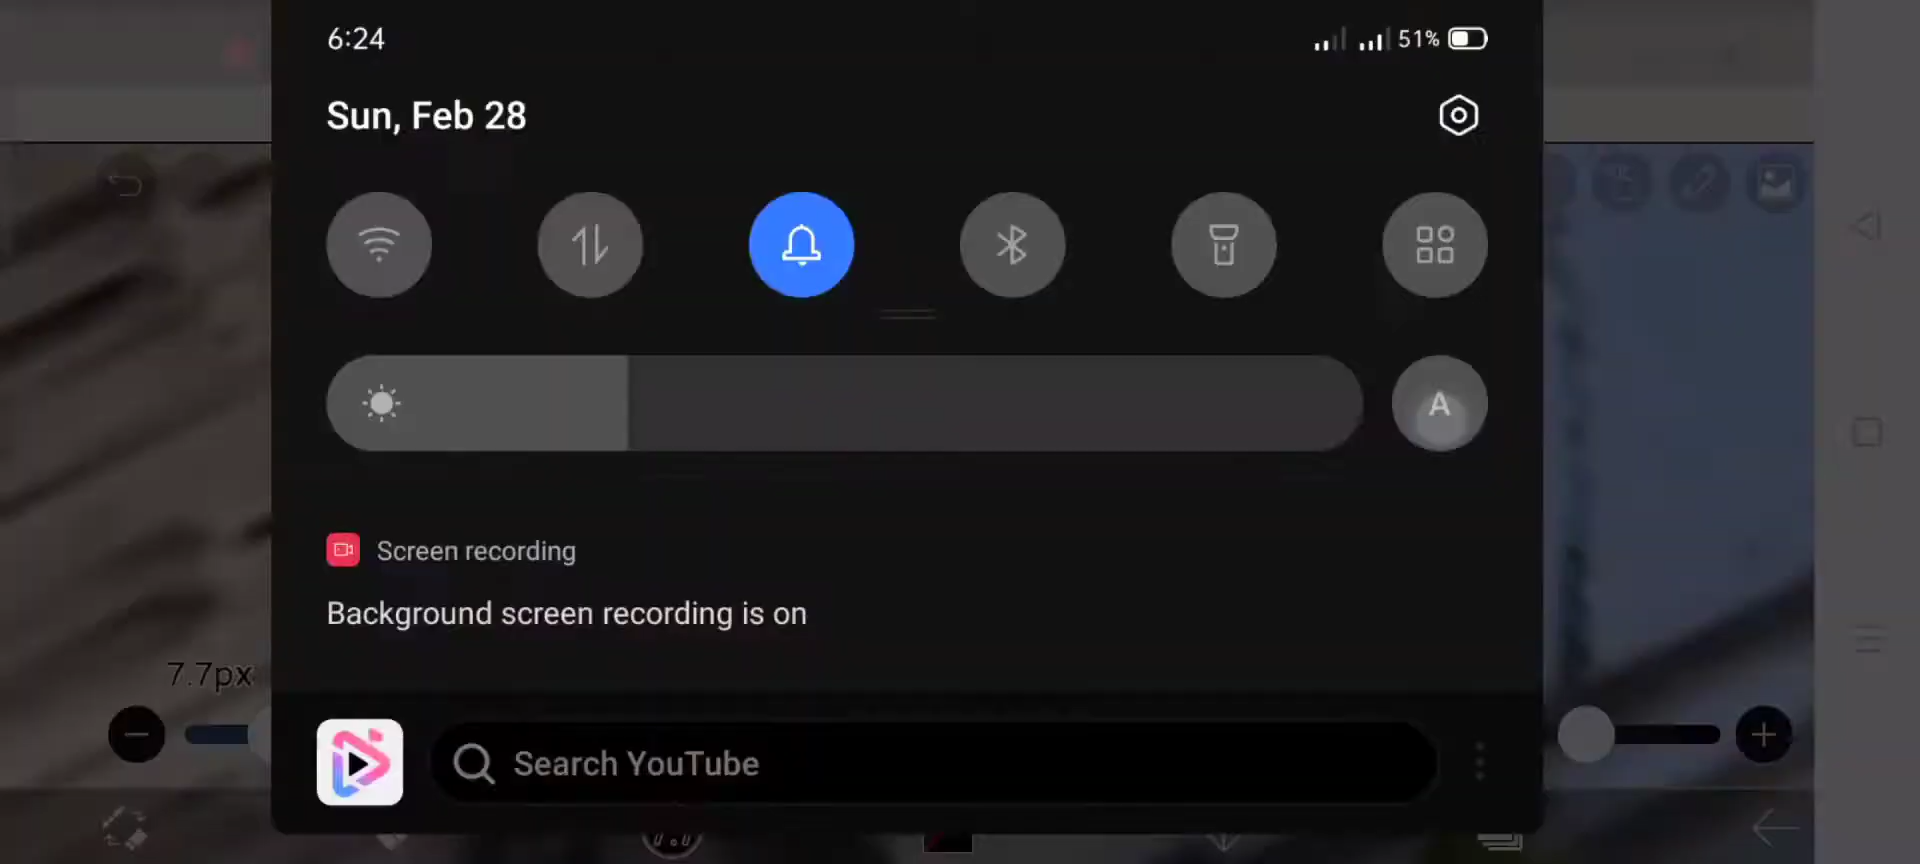 6:24
51%
Sun, Feb 28
A
Screen recording
Background screen recording is on
7.7px
Search YouTube